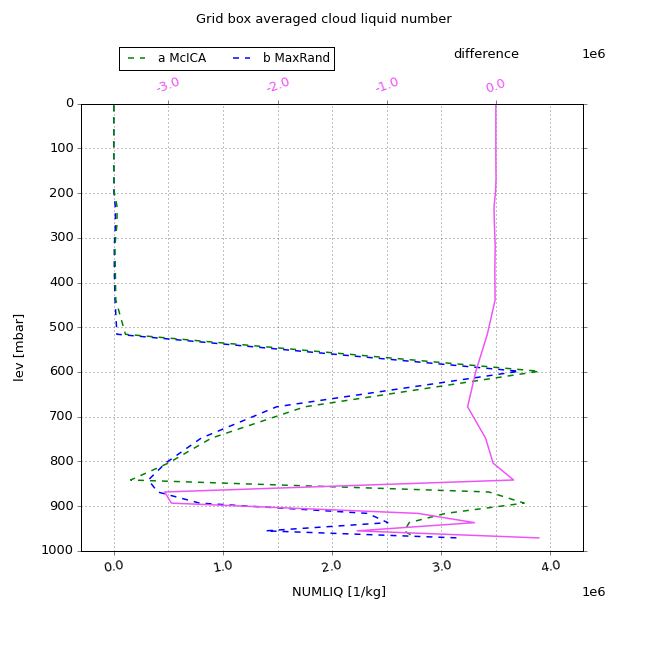 Grid box averaged cloud liquid number
a McICA
b MaxRand
difference
1e6
-3.0
-2.0
-1.0
0.0
0
100
200
300
400
500
600
700
800
900
1000
lev [mbar]
0.0
1.0
2.0
3.0
4.0
NUMLIQ [1/kg]
1e6